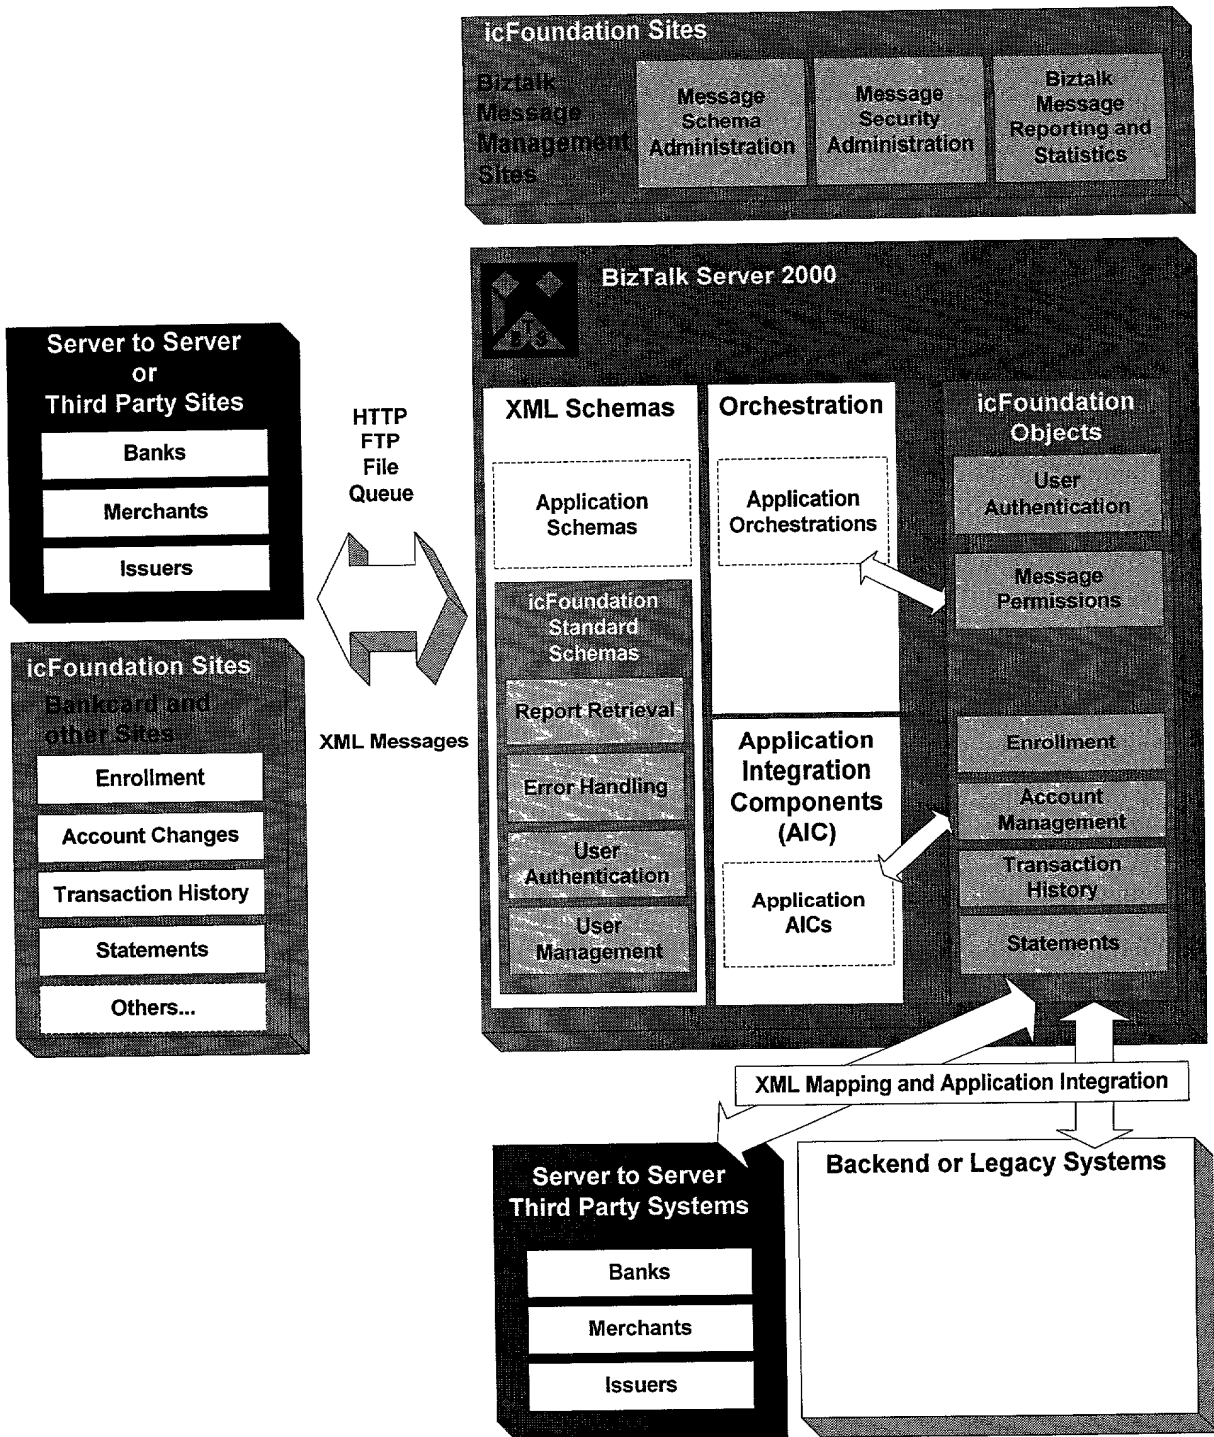 icFoundation Sites
Biztalk
Message
Management
Sites
Message
Schema
Administration
Message
Security
Administration
Biztalk
Message
Reporting and
Statistics
BizTalk Server 2000
T
B S
Server to Server
or
Third Party Sites
Banks
Merchants
Issuers
HTTP
FTP
File
Queue
XML Messages
icFoundation Sites
Bankcard and
other Sites
Enrollment
Account Changes
Transaction History
Statements
Others...
XML Schemas
Application
Schemas
icFoundation
Standard
Schemas
Report Retrieval
Error Handling
User
Authentication
User
Management
Orchestration
Application
Orchestrations
Application
Integration
Components
(AIC)
Application
AICs
icFoundation
Objects
User
Authentication
Message
Permissions
Enrollment
Account
Management
Transaction
History
Statements
XML Mapping and Application Integration
Server to Server
Third Party Systems
Banks
Merchants
Issuers
Backend or Legacy Systems